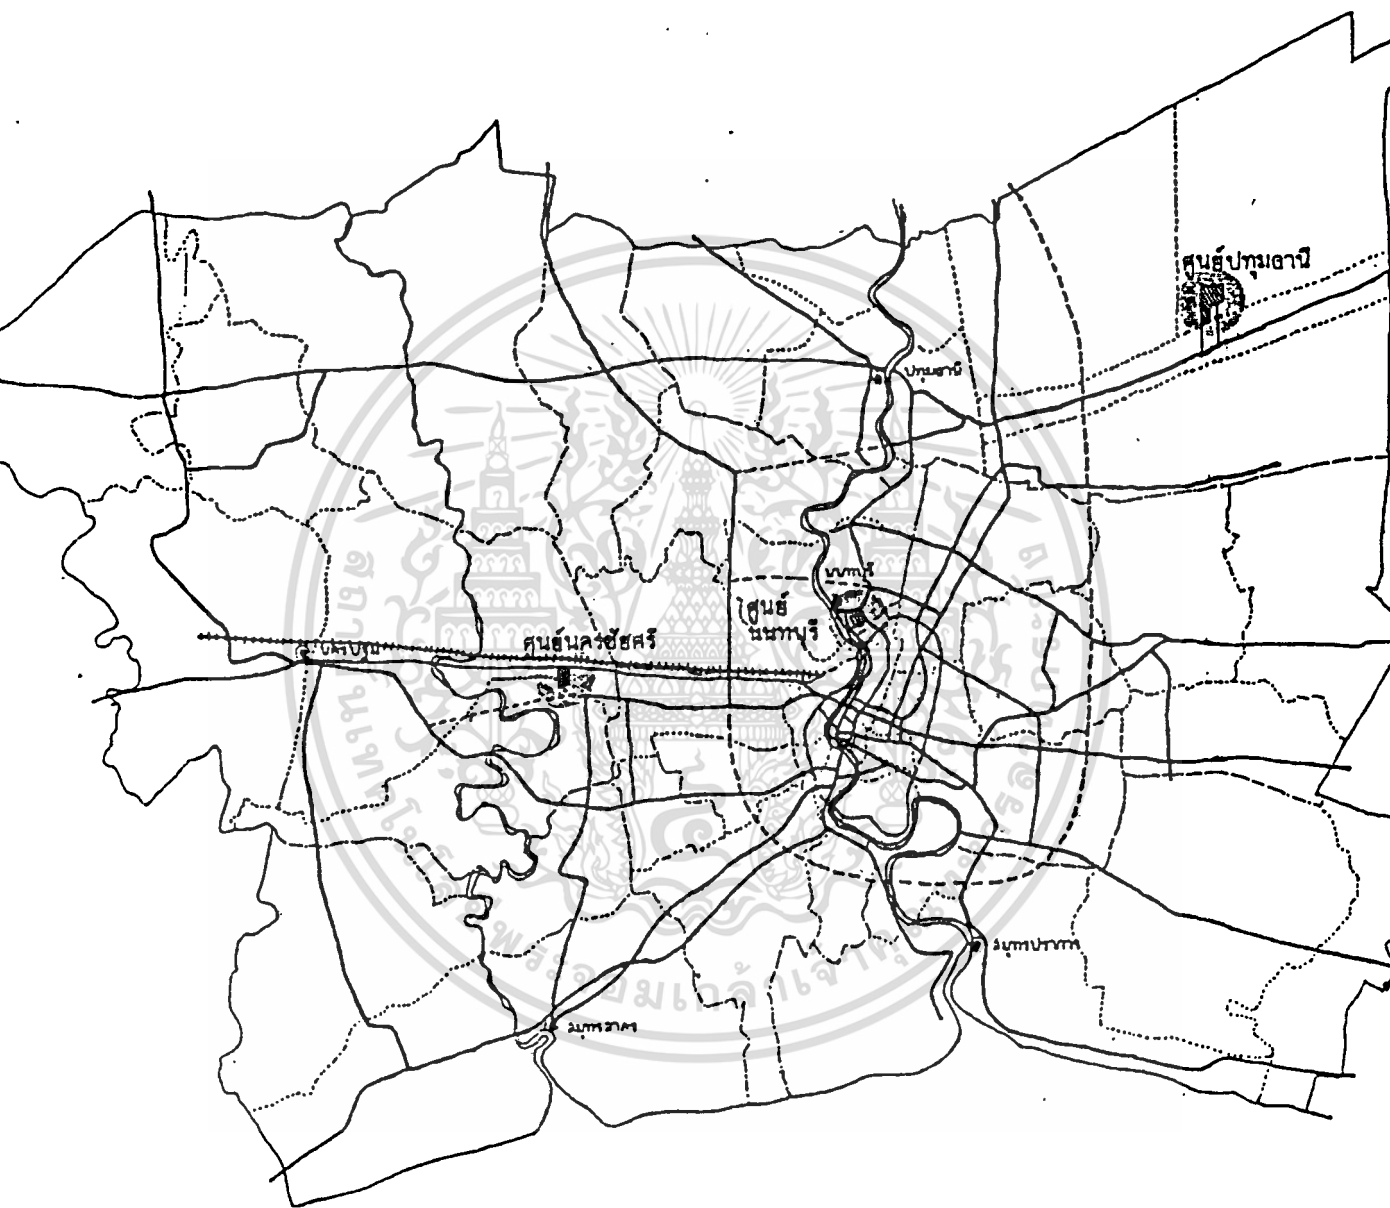 ศูนย์ปทุมธานี
ปทุมธานี
นนทบุรี
ศูนย์
นนทบุรี
ศูนย์นครชัยศรี
นครปฐม
สมุทรปราการ
สมุทรสาคร